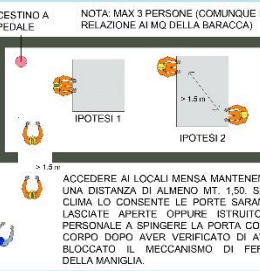 CESTINO A
PEDALE
NOTA: MAX 3 PERSONE (COMUNQUE
RELAZIONE AI MQ DELLA BARACCA)
> 1.5 m
IPOTESI 1
IPOTESI 2
> 1.5 m
ACCEDERE AI LOCALI MENSA MANTENEN
UNA DISTANZA DI ALMENO MT. 1,50. S
CLIMA LO CONSENTE LE PORTE SARAN
LASCIATE APERTE OPPURE ISTRUITO
PERSONALE A SPINGERE LA PORTA CO
CORPO DOPO AVER VERIFICATO DI A
BLOCCATO IL MECCANISMO DI FE
DELLA MANIGLIA.